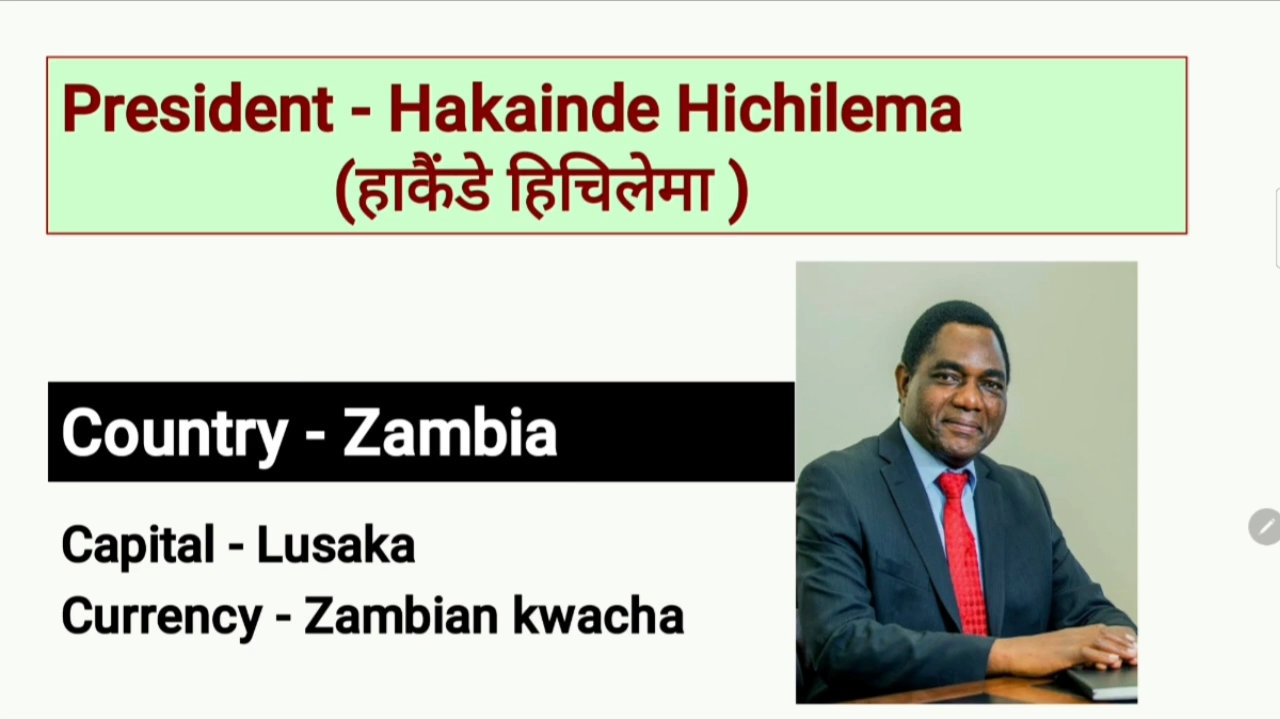 President - Hakainde Hichilema
(हाकैंडे हिचिलेमा )
Country - Zambia
Capital - Lusaka
Currency - Zambian kwacha